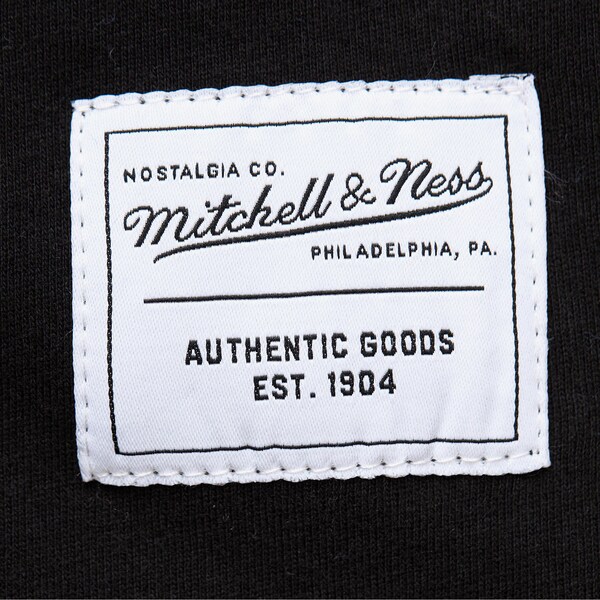 NOSTALGIA CO.
Mitchell & Ness
PHILADELPHIA, PA.
AUTHENTIC GOODS
EST. 1904